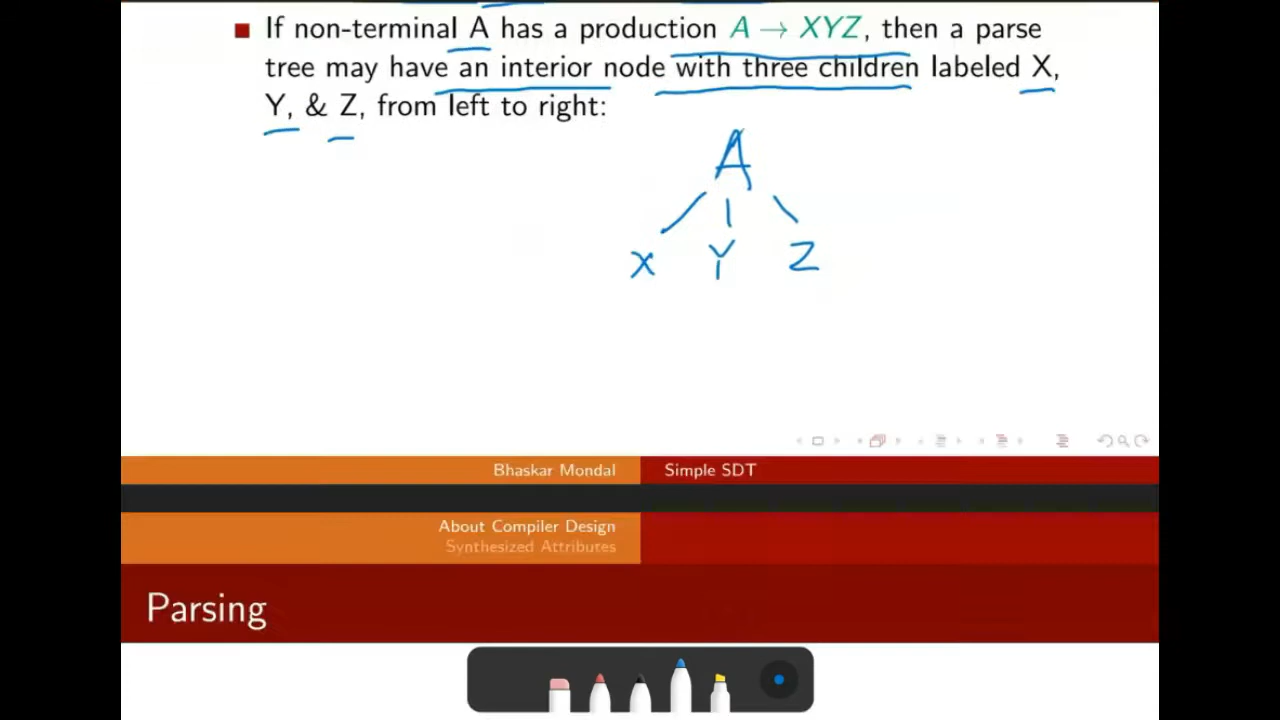 If non-terminal A has a production A → XYZ, then a parse
tree may have an interior node with three children labeled X,
Y, & Z, from left to right:
A
X Y Z
Bhaskar Mondal Simple SDT
About Compiler Design
Synthesized Attributes
Parsing